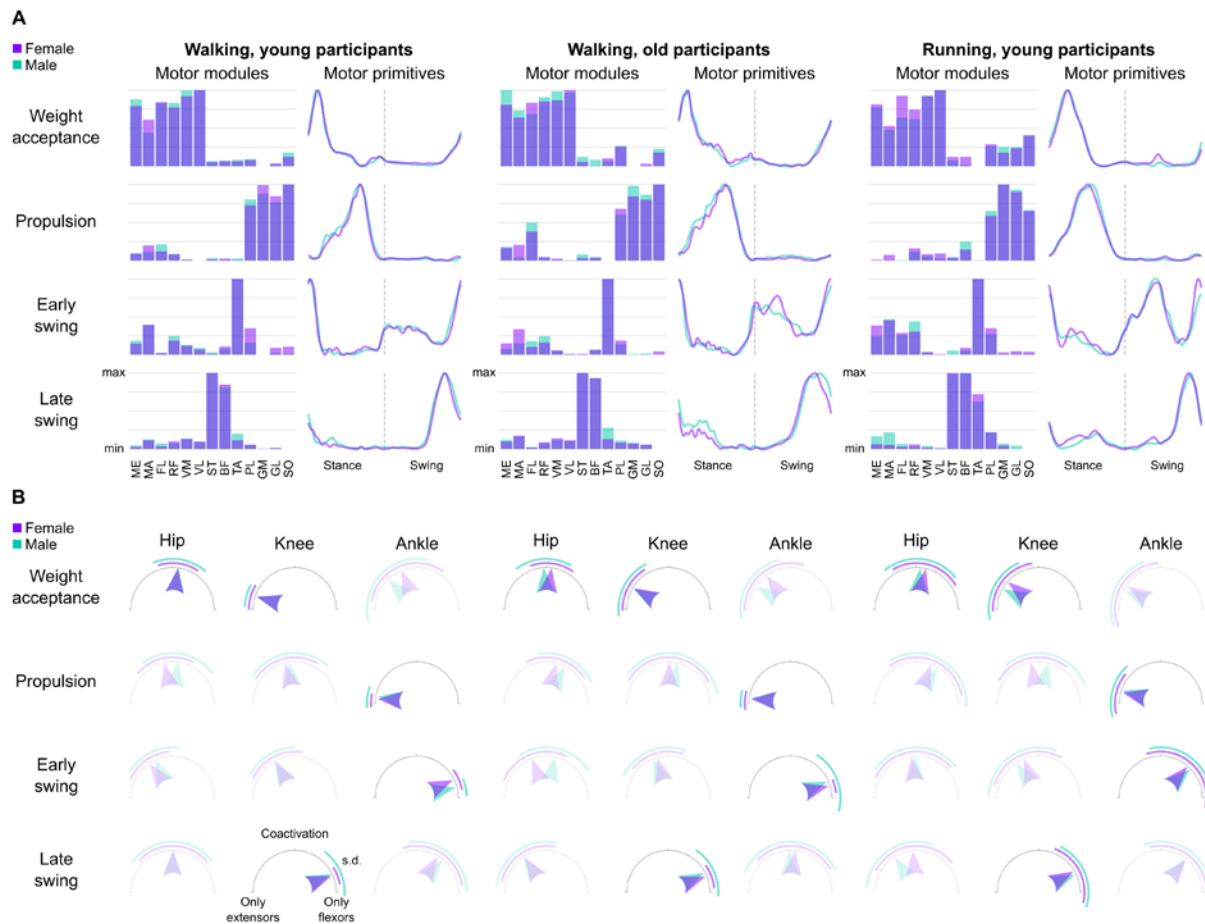 A
Female
Male
Walking, young participants
Motor modules
Motor primitives
Walking, old participants
Motor modules
Motor primitives
Running, young participants
Motor modules
Motor primitives
Weight
acceptance
Propulsion
Early
swing
Late
swing
max
min
max
min
max
min
ME MA FL RF VM VL ST BF TA PL GM GL SO
Stance
Swing
ME MA FL RF VM VL ST BF TA PL GM GL SO
Stance
Swing
ME MA FL RF VM VL ST BF TA PL GM GL SO
Stance
Swing
B
Female
Male
Hip
Knee
Ankle
Hip
Knee
Ankle
Hip
Knee
Ankle
Weight
acceptance
Propulsion
Early
swing
Late
swing
Coactivation
s.d.
Only
extensors
Only
flexors